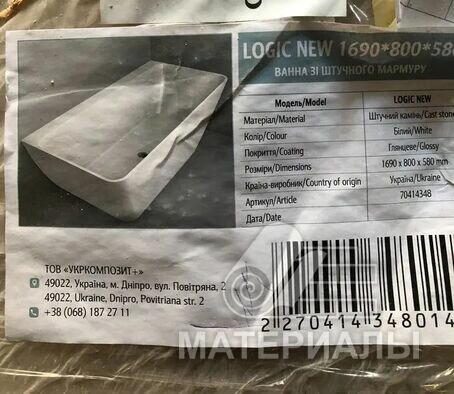 LOGIC NEW 1690*800*580
ВАННА ЗІ ШТУЧНОГО МАРМУРУ
Модель/Model LOGIC NEW
Матеріал/Material Штучний камінь/Cast stone
Колір/Colour Білий/White
Покриття/Coating Глянцеве/Glossy
Розміри/Dimensions 1690 x 800 x 580 mm
Країна-виробник/Country of origin Україна/Ukraine
Артикул/Article 70414348
Дата/Date
ТОВ «УКРКОМПОЗИТ+»
49022, Україна, м. Дніпро, вул. Повітряна, 2
49022, Ukraine, Dnipro, Povitriana str. 2
+38 (068) 187 27 11
2 270414 348014
МАТЕРИАЛЫ